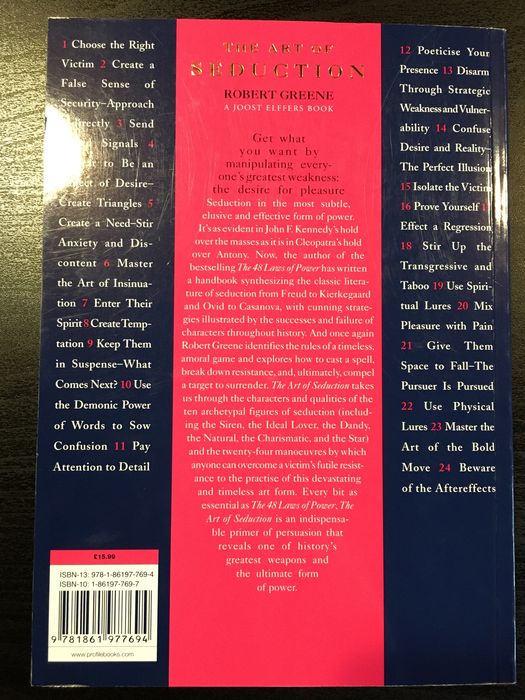 1 Choose the Right
Victim 2 Create a
False Sense of
Security–Approach
3 Send
Signals 4
to Be an
of Desire–
Create Triangles 5
Create a Need–Stir
Anxiety and Dis-
content 6 Master
the Art of Insinua-
tion 7 Enter Their
Spirit 8 Create Temp-
tation 9 Keep Them
in Suspense–What
Comes Next? 10 Use
the Demonic Power
of Words to Sow
Confusion 11 Pay
Attention to Detail
THE ART OF
SEDUCTION
ROBERT GREENE
A JOOST ELFFERS BOOK
Get what
you want by
manipulating every-
one's greatest weakness:
the desire for pleasure
Seduction is the most subtle,
elusive and effective form of power.
It's as evident in John F. Kennedy's hold
over the masses as it is in Cleopatra's hold
over Antony. Now, the author of the
bestselling The 48 Laws of Power has written
a handbook synthesizing the classic litera-
ture of seduction from Freud to Kierkegaard
and Ovid to Casanova, with cunning strate-
gies illustrated by the successes and failure of
characters throughout history. And once again
Robert Greene identifies the rules of a timeless,
amoral game and explores how to cast a spell,
break down resistance, and, ultimately, compel
a target to surrender. The Art of Seduction takes
us through the characters and qualities of the
ten archetypal figures of seduction (includ-
ing the Siren, the Ideal Lover, the Dandy,
the Natural, the Charismatic, and the Star)
and the twenty-four manoeuvres by which
anyone can overcome a victim's futile resist-
ance to the practise of this devastating
and timeless art form. Every bit as
essential as The 48 Laws of Power, The
Art of Seduction is an indispensa-
ble primer of persuasion that
reveals one of history's
greatest weapons and
the ultimate form
of power.
12 Poeticise Your
Presence 13 Disarm
Through Strategic
Weakness and Vulner-
ability 14 Confuse
Desire and Reality–
The Perfect Illusion
15 Isolate the Victim
16 Prove Yourself
Effect a Regression
18 Stir Up the
Transgressive and
Taboo 19 Use Spiri-
tual Lures 20 Mix
Pleasure with Pain
21 Give Them
Space to Fall–The
Pursuer Is Pursued
22 Use Physical
Lures 23 Master the
Art of the Bold
Move 24 Beware
of the Aftereffects
£15.99
ISBN-13: 978-1-86197-769-4
ISBN-10: 1-86197-769-7
9 781861 977694
www.profilebooks.com